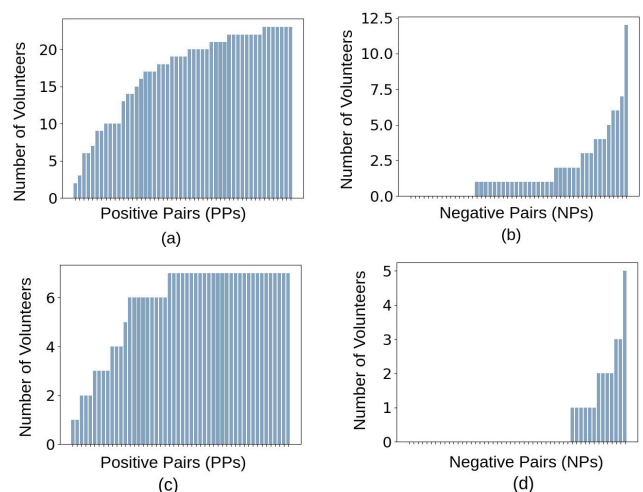 Number of Volunteers
20
15
10
5
0
Positive Pairs (PPs)
(a)
Number of Volunteers
12.5
10.0
7.5
5.0
2.5
0.0
Negative Pairs (NPs)
(b)
Number of Volunteers
6
4
2
0
Positive Pairs (PPs)
(c)
Number of Volunteers
5
4
3
2
1
0
Negative Pairs (NPs)
(d)